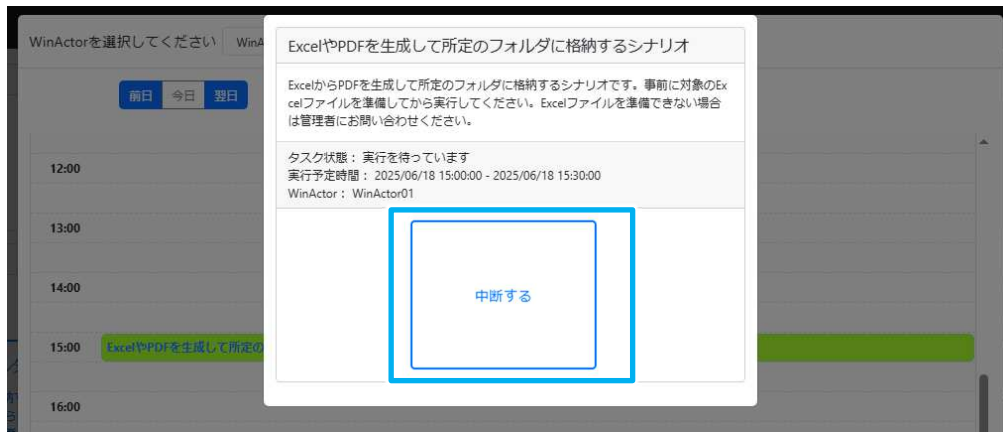 WinActorを選択してください WinA
前日 今日 翌日
ExcelやPDFを生成して所定のフォルダに格納するシナリオ
ExcelからPDFを生成して所定のフォルダに格納するシナリオです。事前に対象のEx
celファイルを準備してから実行してください。Excelファイルを準備できない場合
は管理者にお問い合わせください。
タスク状態： 実行を待っています
実行予定時間： 2025/06/18 15:00:00 - 2025/06/18 15:30:00
WinActor： WinActor01
中断する
12:00
13:00
14:00
15:00 ExcelやPDFを生成して所定の
16:00